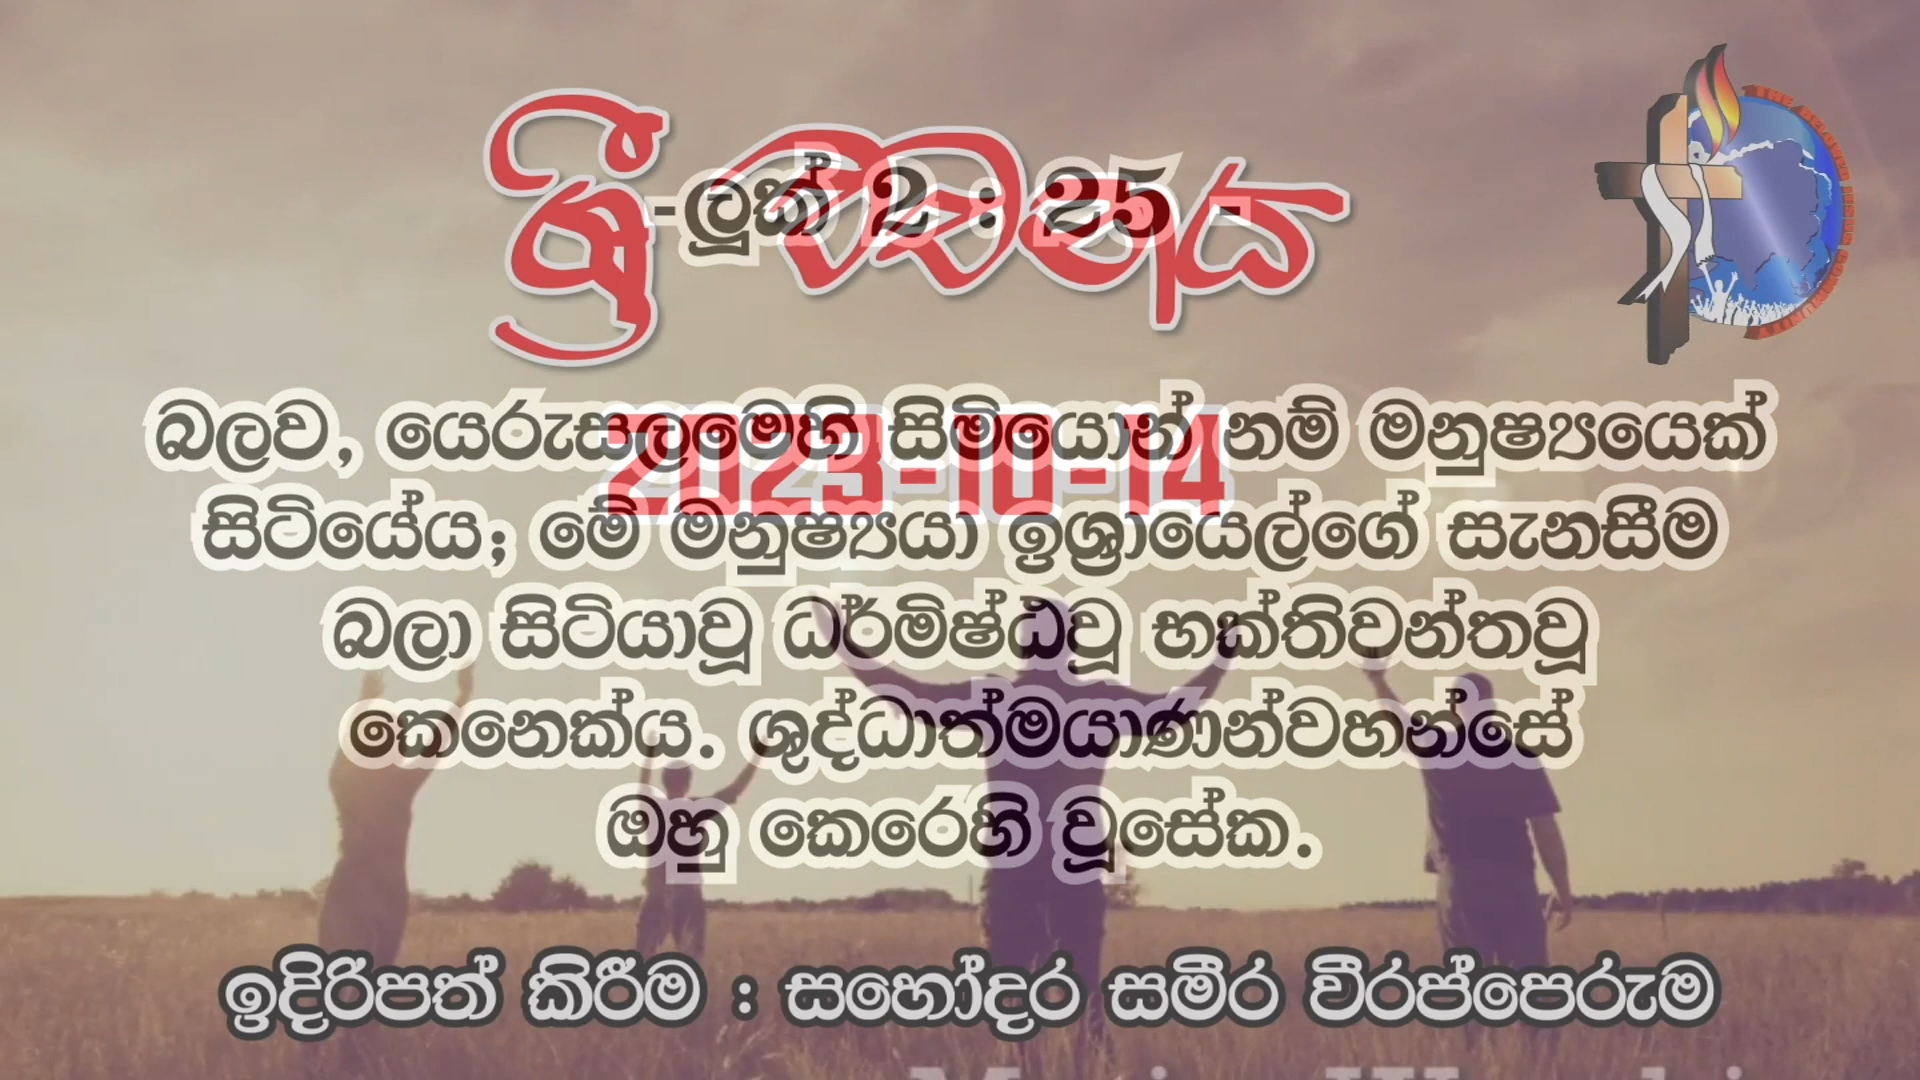 ශ්‍රී වචනය
- ලූක් 2 : 25 -
බලව, යෙරුසලමෙහි සිමියොන් නම් මනුෂ්‍යයෙක්
2023-10-14
සිටියේය; මේ මනුෂ්‍යයා ඉශ්‍රායෙල්ගේ සැනසීම
බලා සිටියාවූ ධර්මිෂ්ඨවූ භක්තිවන්තවූ
කෙනෙක්ය. ශුද්ධාත්මයාණන්වහන්සේ
ඔහු කෙරෙහි වූසේක.
ඉදිරිපත් කිරීම : සහෝදර සමීර වීරප්පෙරුම